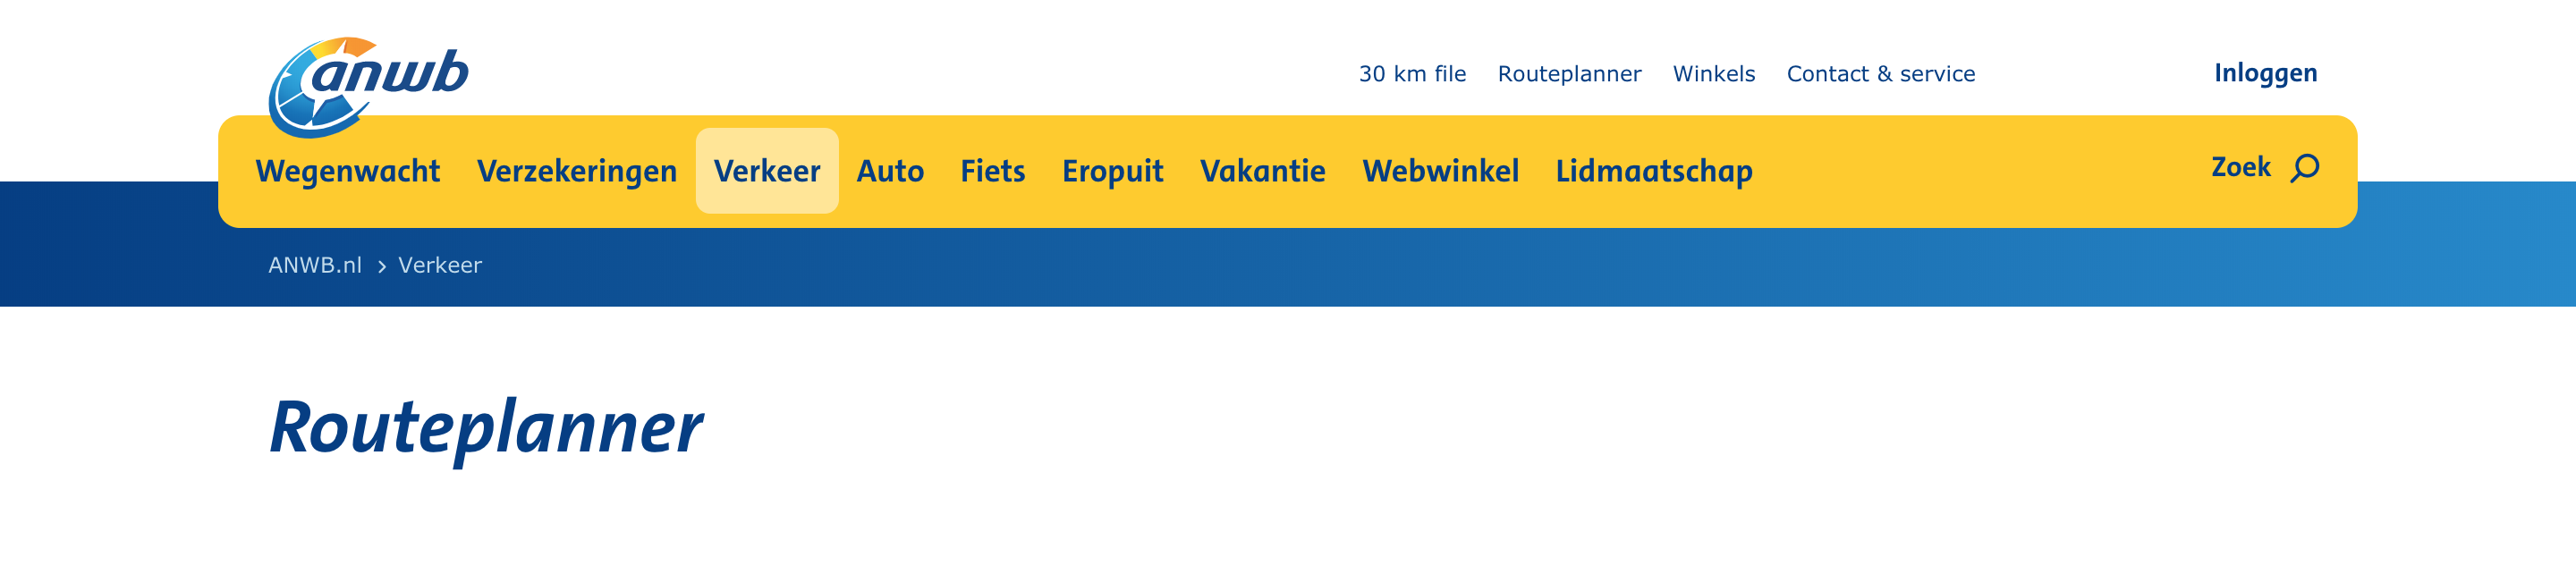 anwb
30 km file Routeplanner Winkels Contact & service Inloggen
Wegenwacht Verzekeringen Verkeer Auto Fiets Eropuit Vakantie Webwinkel Lidmaatschap Zoek
ANWB.nl > Verkeer
Routeplanner